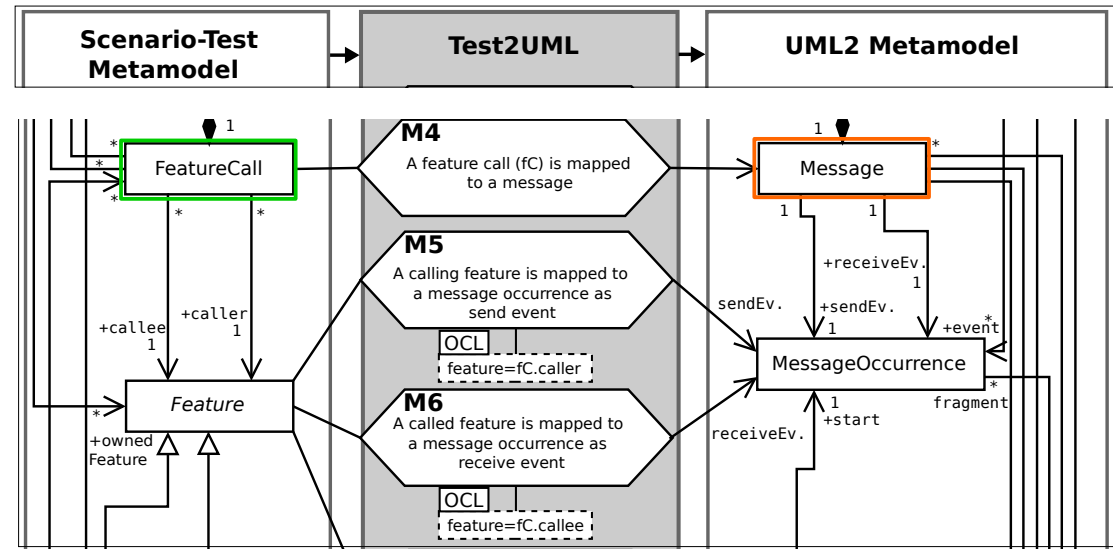 Scenario-Test
Metamodel
Test2UML
UML2 Metamodel
1
FeatureCall
*
*
*
*
*
+callee
1
+caller
1
M4
A feature call (fC) is mapped
to a message
1
Message
*
1
1
+receiveEv.
1
+sendEv.
1
M5
A calling feature is mapped to
a message occurrence as
send event
OCL
feature=fC.caller
sendEv.
*
+event
MessageOccurrence
*
fragment
1
+start
Feature
*
+owned
Feature
M6
A called feature is mapped to
a message occurrence as
receive event
OCL
feature=fC.callee
receiveEv.